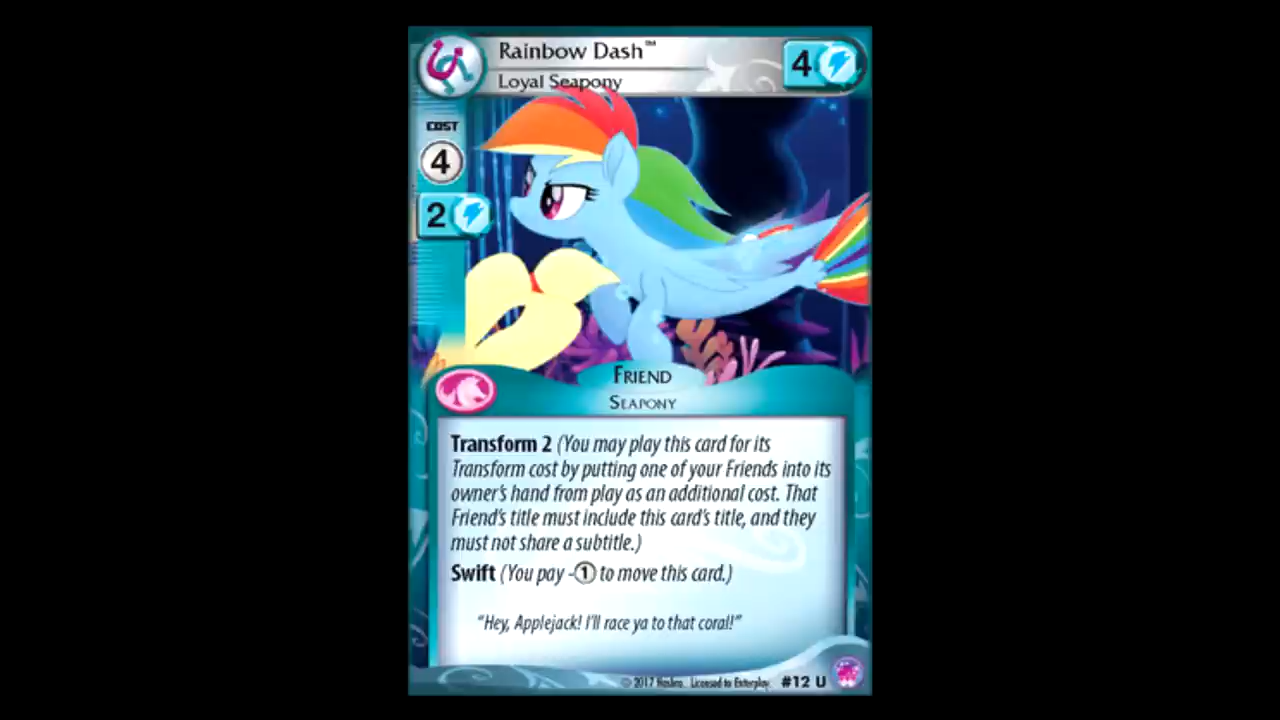 Rainbow Dash™
Loyal Seapony
4
COST
4
2
FRIEND
SEAPONY
Transform 2 (You may play this card for its
Transform cost by putting one of your Friends into its
owner's hand from play as an additional cost. That
Friend's title must include this card's title, and they
must not share a subtitle.)
Swift (You pay -1 to move this card.)
"Hey, Applejack! I'll race ya to that coral!"
© 2017 Hasbro. Licensed to Enterplay. #12 U